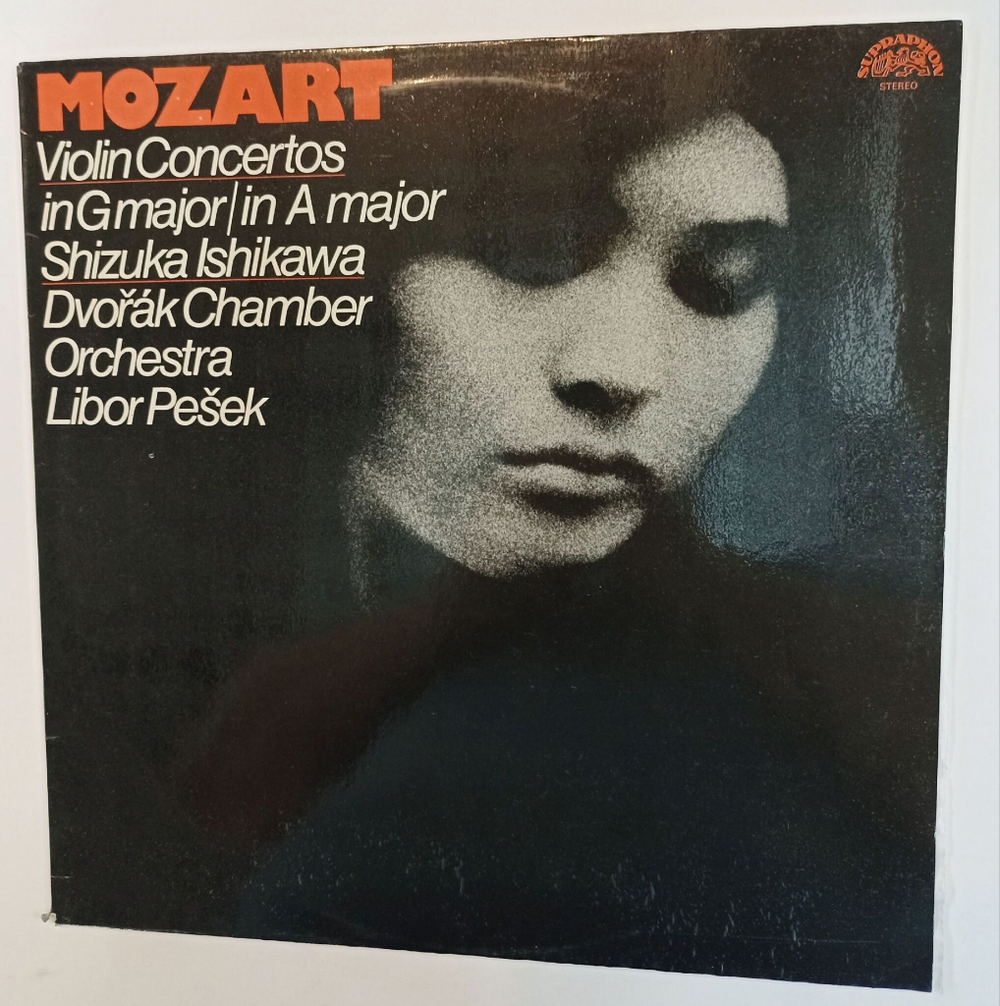 MOZART
Violin Concertos
in G major | in A major
Shizuka Ishikawa
Dvořák Chamber
Orchestra
Libor Pešek
SUPRAPHON
STEREO